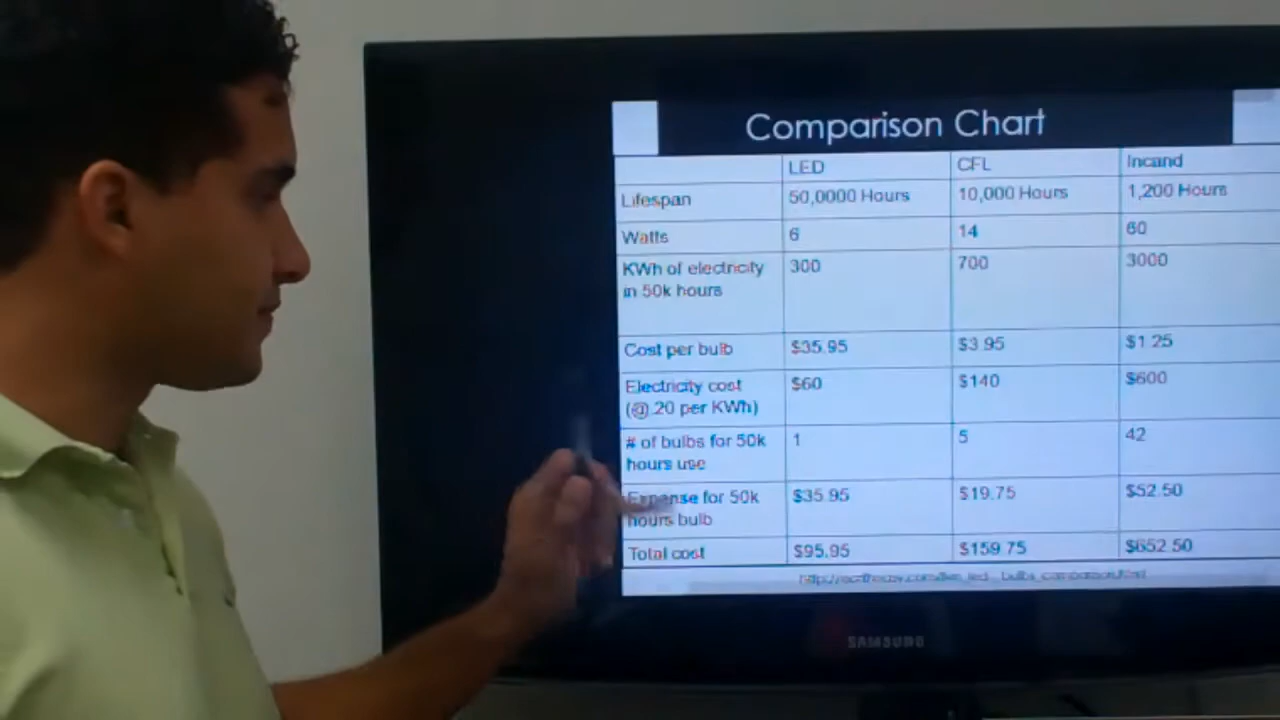 Comparison Chart
LED CFL Incand
Lifespan 50,0000 Hours 10,000 Hours 1,200 Hours
Watts 6 14 60
KWh of electricity 300 700 3000
in 50k hours
Cost per bulb $35.95 $3.95 $1.25
Electricity cost $60 $140 $600
(@.20 per KWh)
# of bulbs for 50k 1 5 42
hours use
Expense for 50k $35.95 $19.75 $52.50
hours bulb
Total cost $95.95 $159.75 $652.50
SAMSUNG